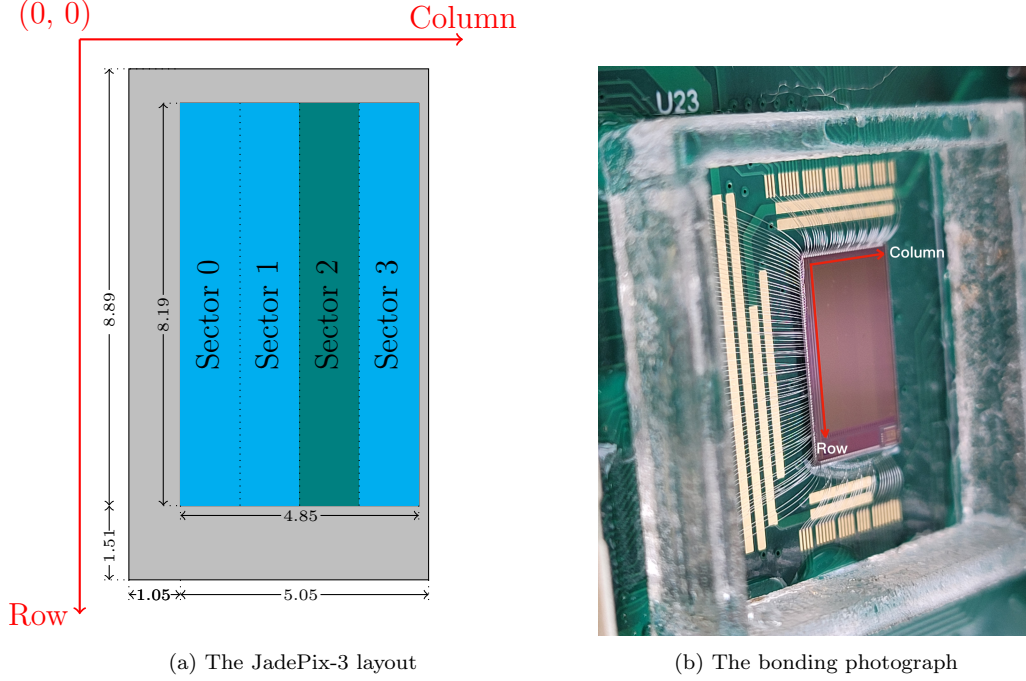 (0, 0)
Column
8.89
8.19
Sector 0
Sector 1
Sector 2
Sector 3
4.85
1.51
1.05
5.05
Row
(a) The JadePix-3 layout
U23
Column
Row
(b) The bonding photograph